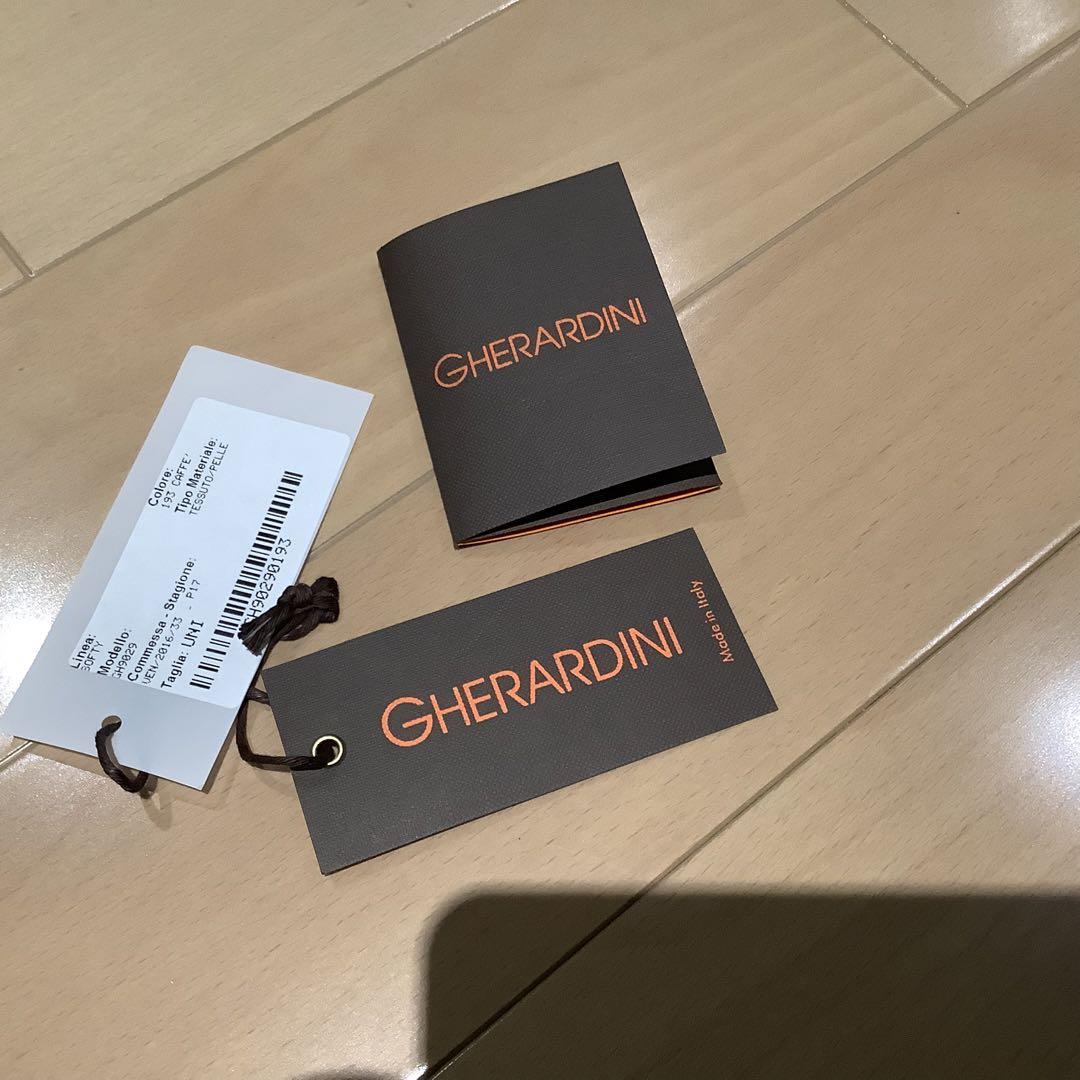 GHERARDINI
GHERARDINI
Made in Italy
Linea:
SOFTY
Modello:
GH9029
Commessa - Stagione:
VEN/2016/33 - P17
Taglia: UNI
Colore:
193 CAFFE'
Tipo Materiale:
TESSUTO/PELLE
GH90290193